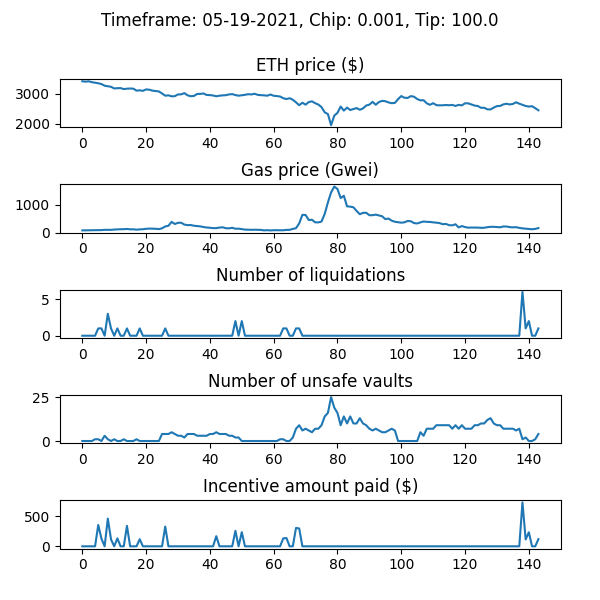 Timeframe: 05-19-2021, Chip: 0.001, Tip: 100.0
ETH price ($)
3000
2000
0 20 40 60 80 100 120 140
Gas price (Gwei)
1000
0
0 20 40 60 80 100 120 140
Number of liquidations
5
0
0 20 40 60 80 100 120 140
Number of unsafe vaults
25
0
0 20 40 60 80 100 120 140
Incentive amount paid ($)
500
0
0 20 40 60 80 100 120 140